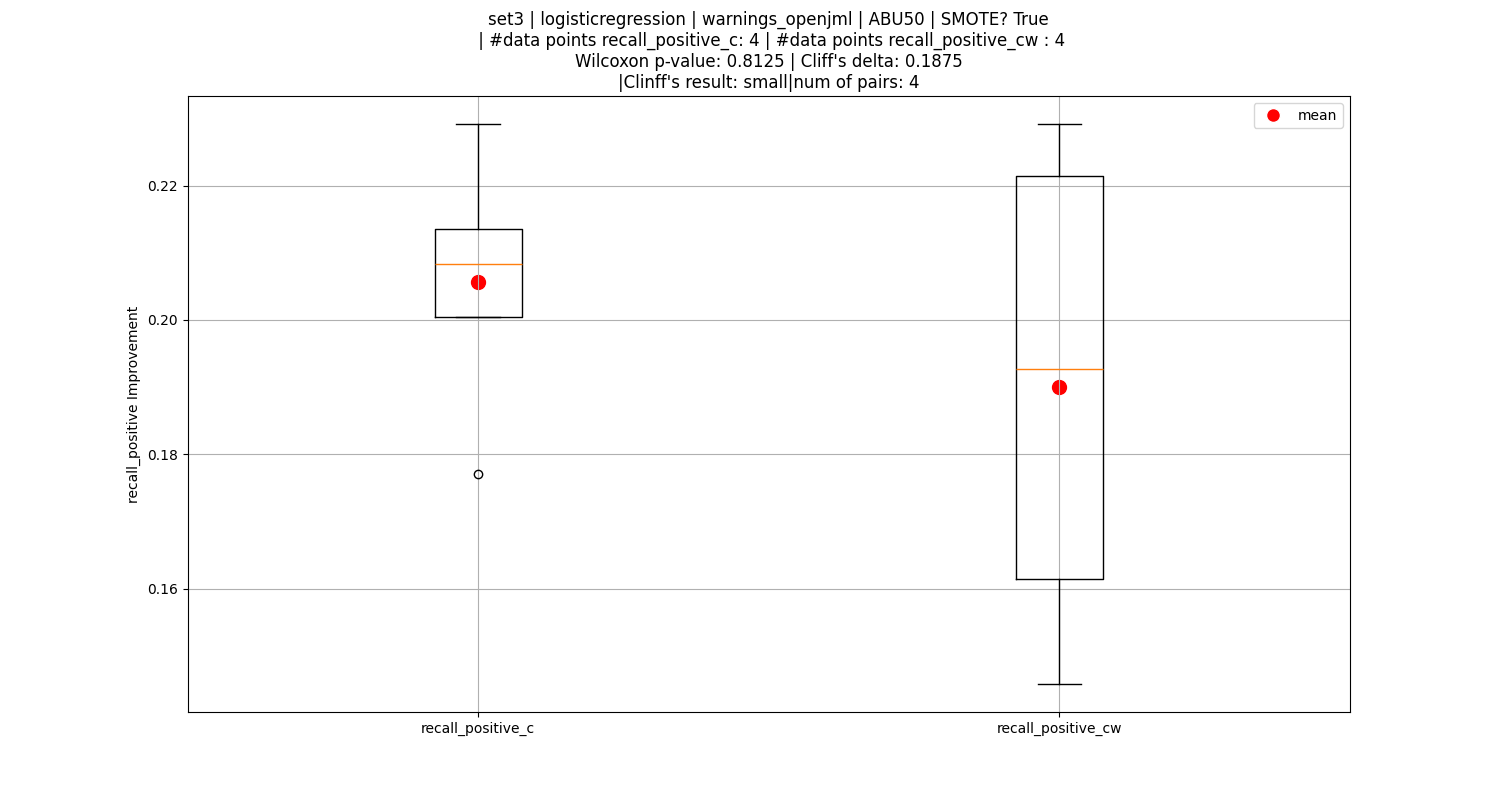 set3 | logisticregression | warnings_openjml | ABU50 | SMOTE? True
| #data points recall_positive_c: 4 | #data points recall_positive_cw : 4
Wilcoxon p-value: 0.8125 | Cliff's delta: 0.1875
|Clinff's result: small|num of pairs: 4
mean
0.22
0.20
0.18
0.16
recall_positive Improvement
recall_positive_c
recall_positive_cw